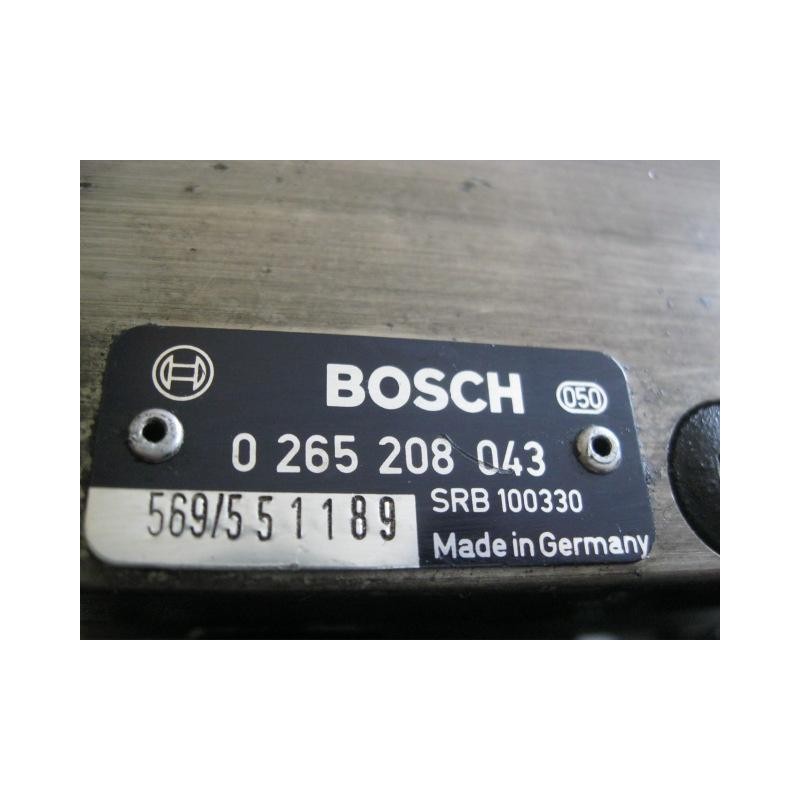 BOSCH 050
0 265 208 043
569/551189 SRB 100330
Made in Germany